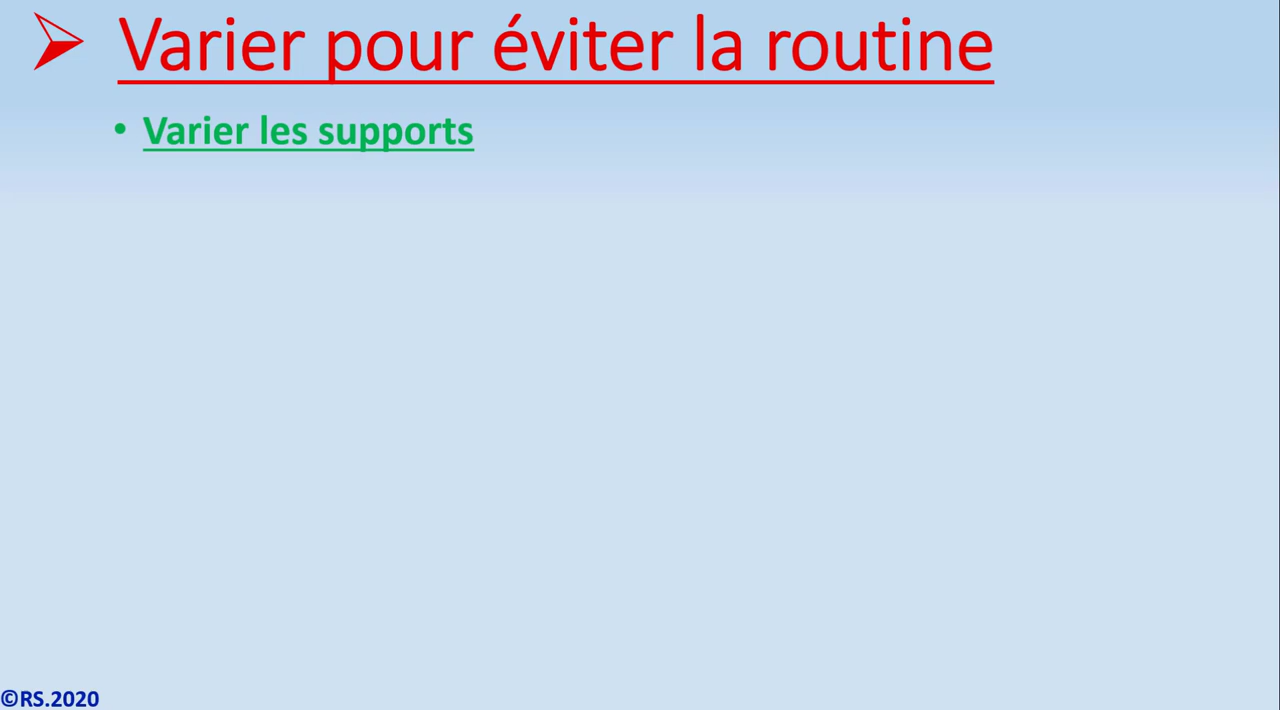 Varier pour éviter la routine
• Varier les supports
©RS.2020